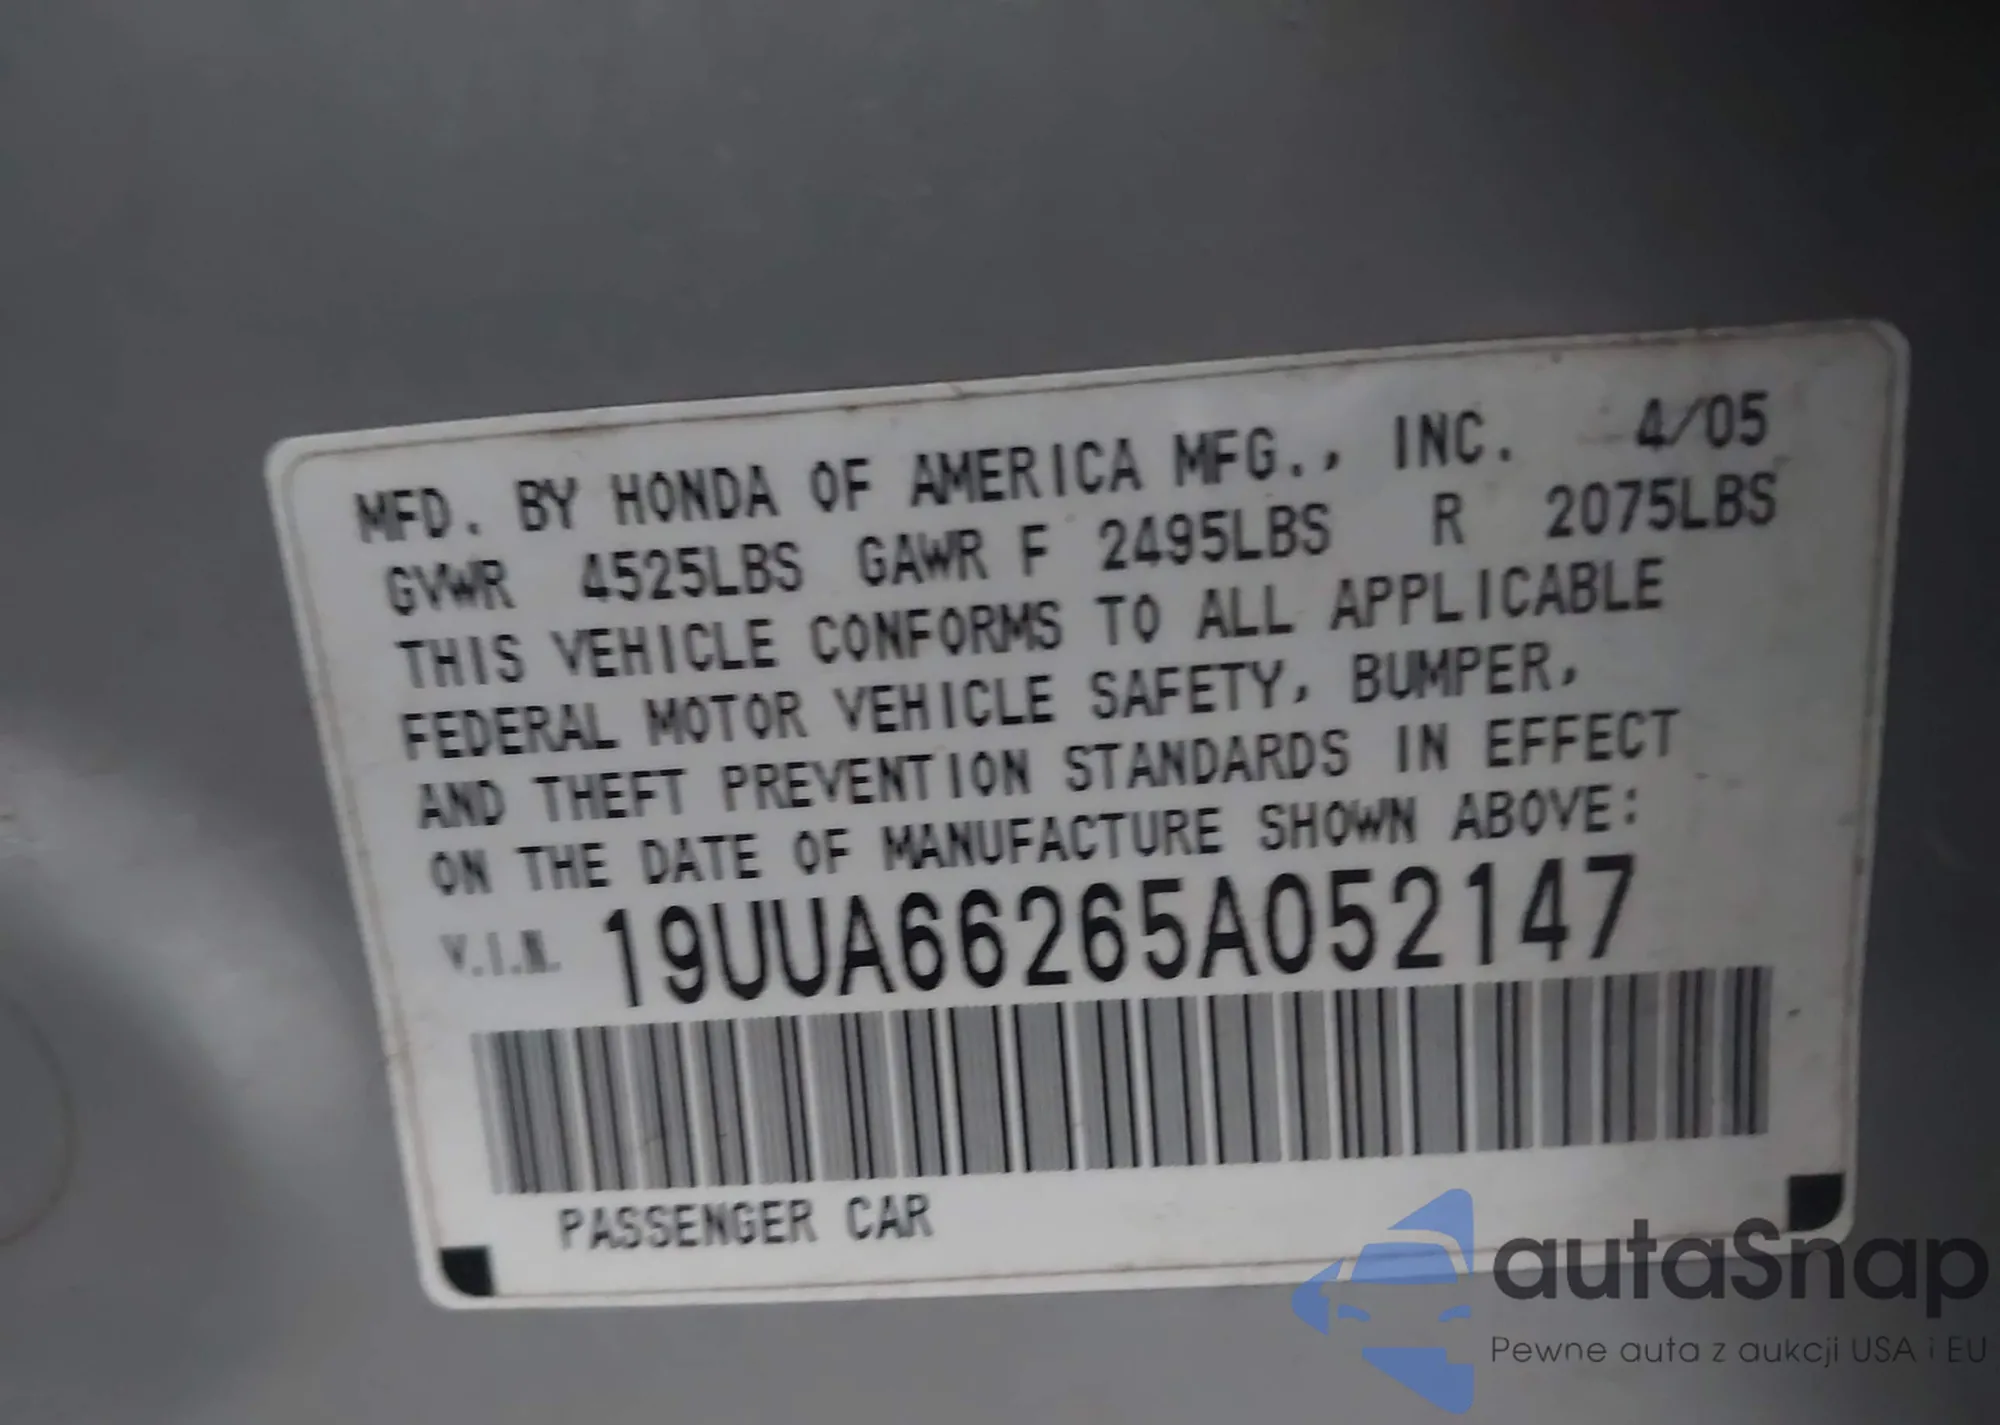 MFD. BY HONDA OF AMERICA MFG., INC. 4/05
GVWR 4525LBS GAWR F 2495LBS R 2075LBS
THIS VEHICLE CONFORMS TO ALL APPLICABLE
FEDERAL MOTOR VEHICLE SAFETY, BUMPER,
AND THEFT PREVENTION STANDARDS IN EFFECT
ON THE DATE OF MANUFACTURE SHOWN ABOVE:
V.I.N. 19UUA66265A052147
PASSENGER CAR
autaSnap
Pewne auta z aukcji USA i EU